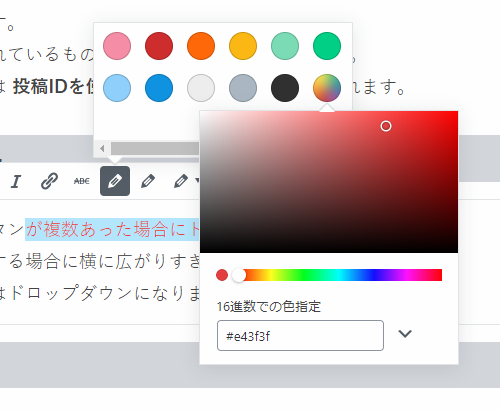 す。
れているもの
は 投稿IDを使
れます。
ABC
タンが複数あった場合にド
する場合に横に広がりすぎ
はドロップダウンになりま
16進数での色指定
#e43f3f